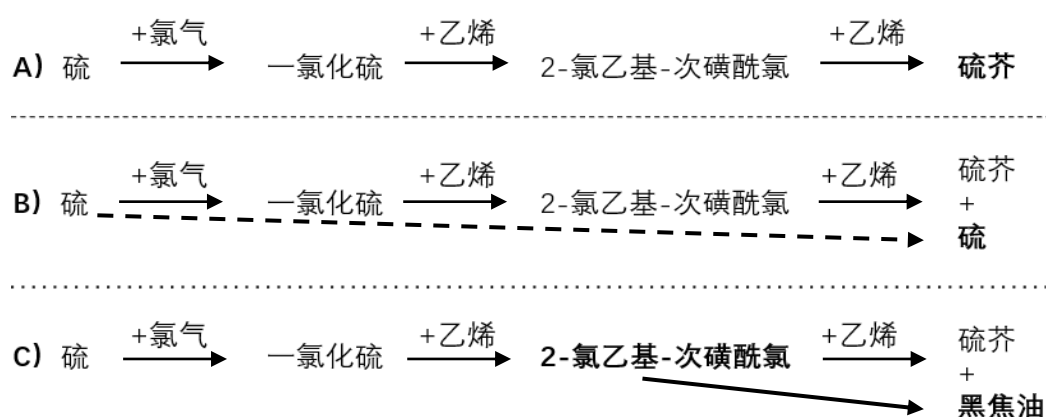 +氯气 +乙烯 +乙烯
A) 硫 一氯化硫 2-氯乙基-次磺酰氯 硫芥
+氯气 +乙烯 +乙烯 硫芥
B) 硫 一氯化硫 2-氯乙基-次磺酰氯 +
硫
+氯气 +乙烯 +乙烯 硫芥
C) 硫 一氯化硫 2-氯乙基-次磺酰氯 +
黑焦油